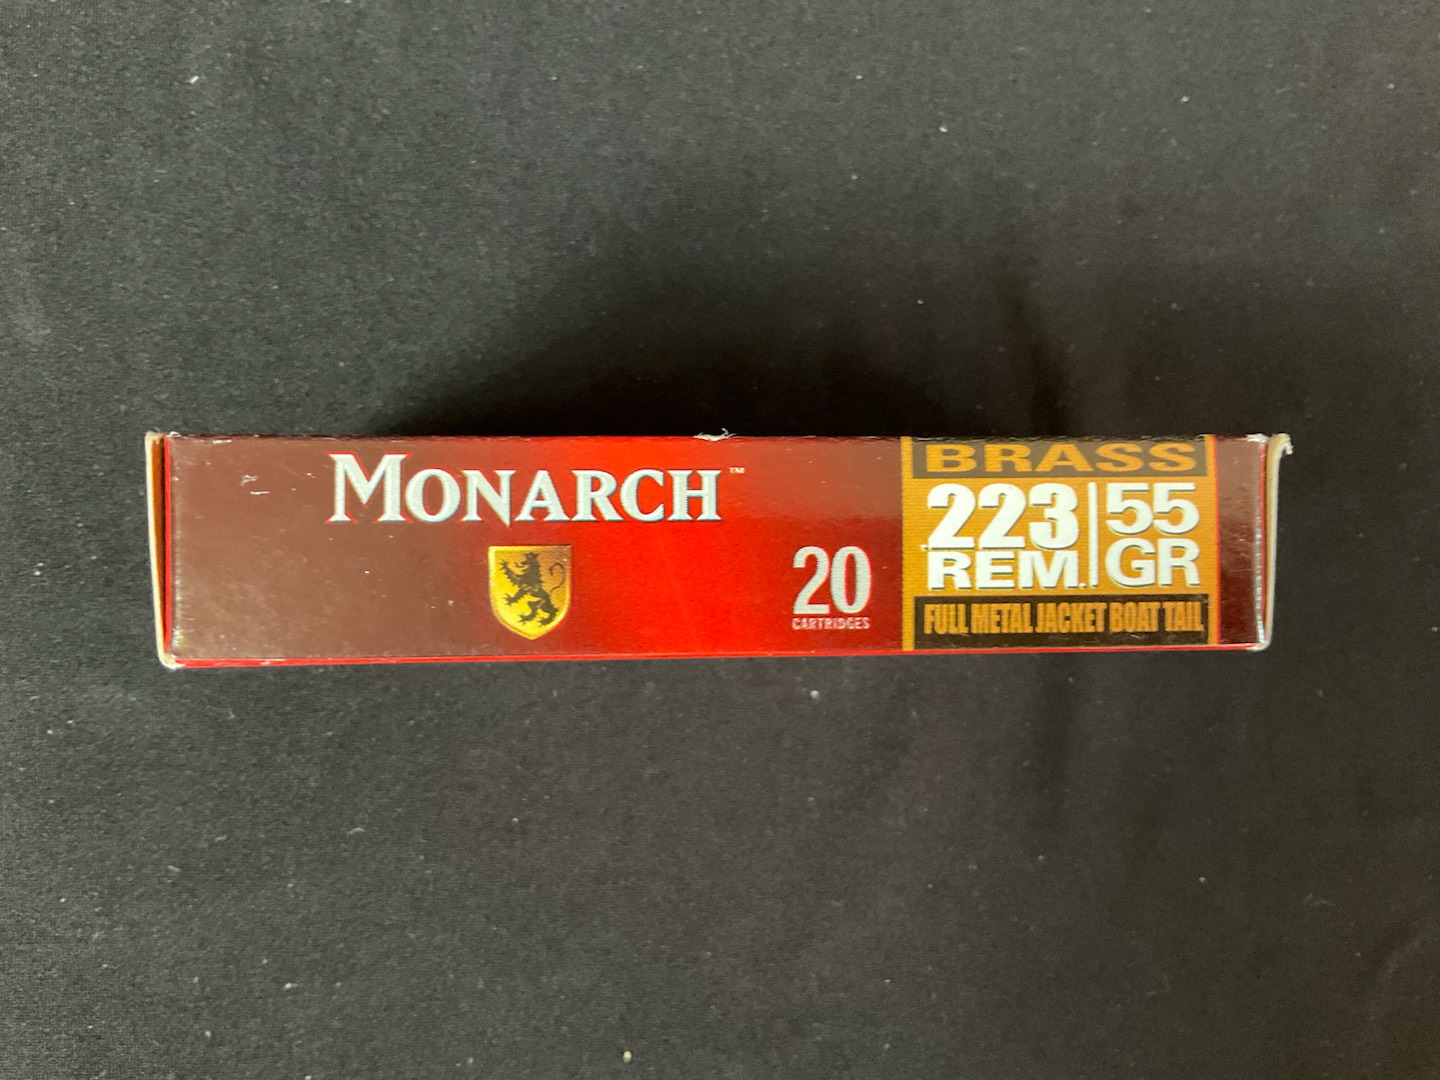 MONARCH™
20
CARTRIDGES
BRASS
223 REM. | 55 GR
FULL METAL JACKET BOAT TAIL